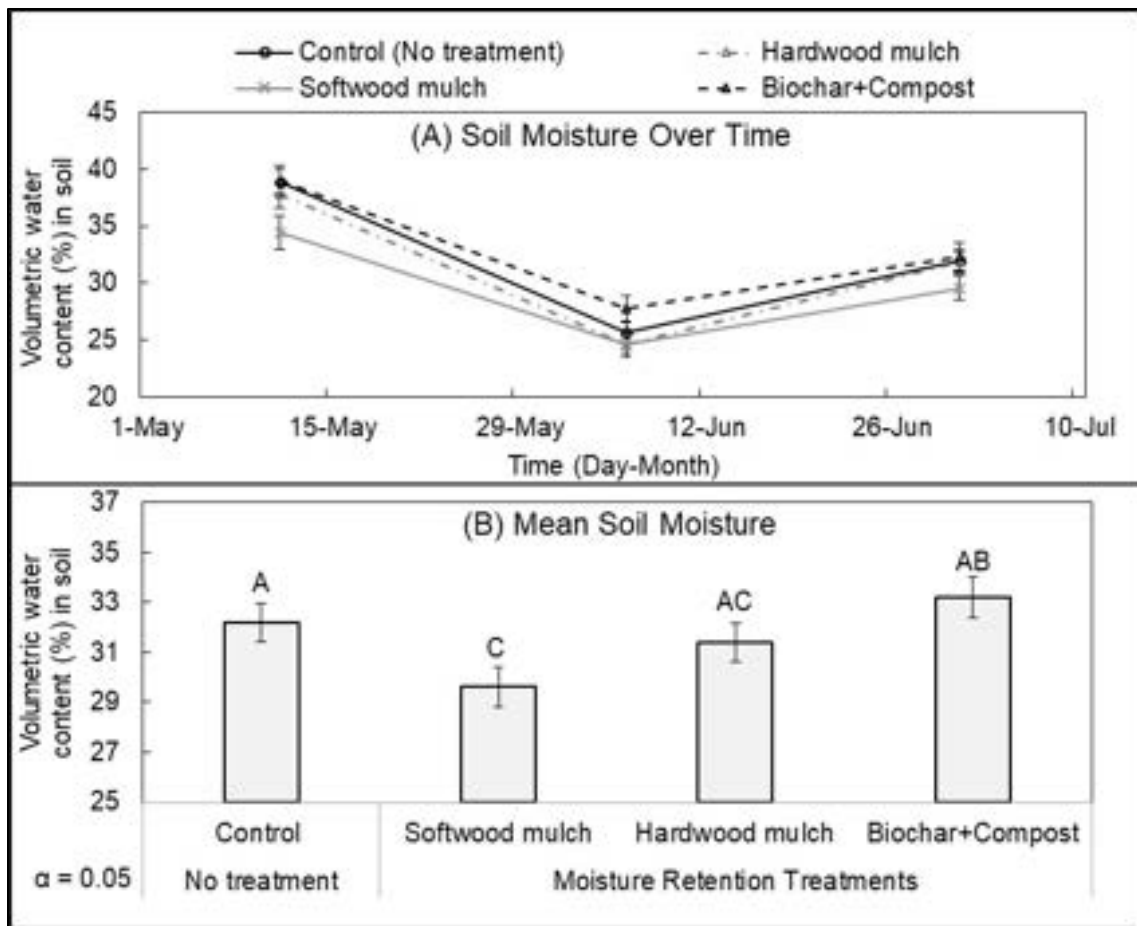 Control (No treatment) Hardwood mulch
Softwood mulch Biochar+Compost
(A) Soil Moisture Over Time
Volumetric water
content (%) in soil
45
40
35
30
25
20
1-May 15-May 29-May 12-Jun 26-Jun 10-Jul
Time (Day-Month)
(B) Mean Soil Moisture
Volumetric water
content (%) in soil
37
35
33
31
29
27
25
A C AC AB
Control Softwood mulch Hardwood mulch Biochar+Compost
α = 0.05 No treatment Moisture Retention Treatments